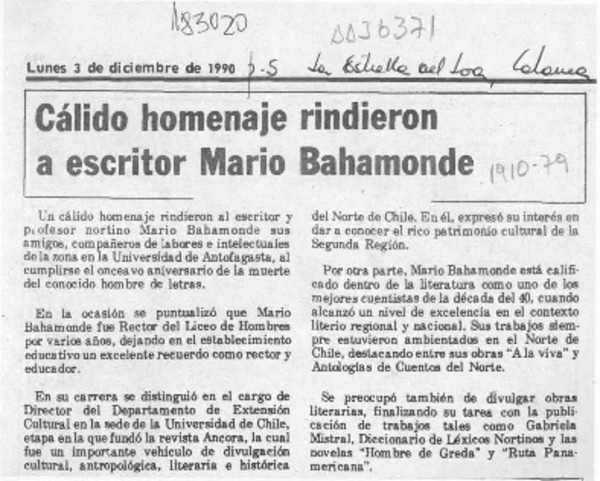 183020
AAJ6371
Lunes 3 de diciembre de 1990 p-5 La Estrella del Loa, Calama
Cálido homenaje rindieron
a escritor Mario Bahamonde
1910-79
Un cálido homenaje rindieron al escritor y
profesor nortino Mario Bahamonde sus
amigos, compañeros de labores e intelectuales
de la zona en la Universidad de Antofagasta, al
cumplirse el onceavo aniversario de la muerte
del conocido hombre de letras.
En la ocasión se puntualizó que Mario
Bahamonde fue Rector del Liceo de Hombres
por varios años, dejando en el establecimiento
educativo un excelente recuerdo como rector y
educador.
En su carrera se distinguió en el cargo de
Director del Departamento de Extensión
Cultural en la sede de la Universidad de Chile,
etapa en la que fundó la revista Ancora, la cual
fue un importante vehículo de divulgación
cultural, antropológica, literaria e histórica
del Norte de Chile. En él, expresó su interés en
dar a conocer el rico patrimonio cultural de la
Segunda Región.
Por otra parte, Mario Bahamonde está califi-
cado dentro de la literatura como uno de los
mejores cuentistas de la década del 40, cuando
alcanzó un nivel de excelencia en el contexto
literio regional y nacional. Sus trabajos siem-
pre estuvieron ambientados en el Norte de
Chile, destacando entre sus obras "A la viva" y
Antologías de Cuentos del Norte.
Se preocupó también de divulgar obras
literarias, finalizando su tarea con la publi-
cación de trabajos tales como Gabriela
Mistral, Diccionario de Léxicos Nortinos y las
novelas "Hombre de Greda" y "Ruta Pana-
mericana".